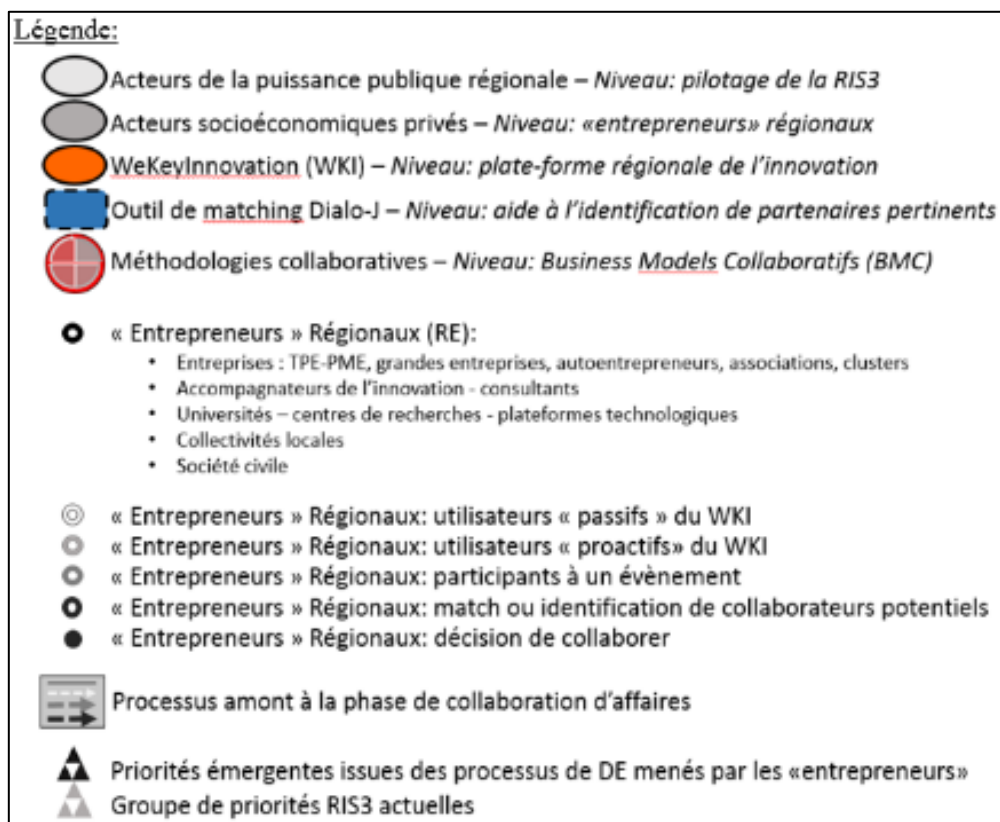 Légende:
Acteurs de la puissance publique régionale – Niveau: pilotage de la RIS3
Acteurs socioéconomiques privés – Niveau: «entrepreneurs» régionaux
WeKeyInnovation (WKI) – Niveau: plate-forme régionale de l'innovation
Outil de matching Dialo-J – Niveau: aide à l'identification de partenaires pertinents
Méthodologies collaboratives – Niveau: Business Models Collaboratifs (BMC)
« Entrepreneurs » Régionaux (RE):
• Entreprises : TPE-PME, grandes entreprises, autoentrepreneurs, associations, clusters
• Accompagnateurs de l'innovation - consultants
• Universités – centres de recherches - plateformes technologiques
• Collectivités locales
• Société civile
« Entrepreneurs » Régionaux: utilisateurs « passifs » du WKI
« Entrepreneurs » Régionaux: utilisateurs « proactifs» du WKI
« Entrepreneurs » Régionaux: participants à un évènement
« Entrepreneurs » Régionaux: match ou identification de collaborateurs potentiels
« Entrepreneurs » Régionaux: décision de collaborer
Processus amont à la phase de collaboration d'affaires
Priorités émergentes issues des processus de DE menés par les «entrepreneurs»
Groupe de priorités RIS3 actuelles